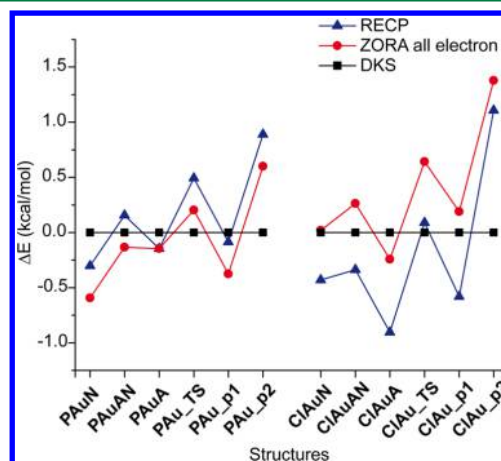 RECP
ZORA all electron
DKS
1.5
1.0
0.5
0.0
-0.5
-1.0
ΔE (kcal/mol)
PAuN
PAuAN
PAuA
PAu_TS
PAu_p1
PAu_p2
ClAuN
ClAuAN
ClAuA
ClAu_TS
ClAu_p1
ClAu_p2
Structures